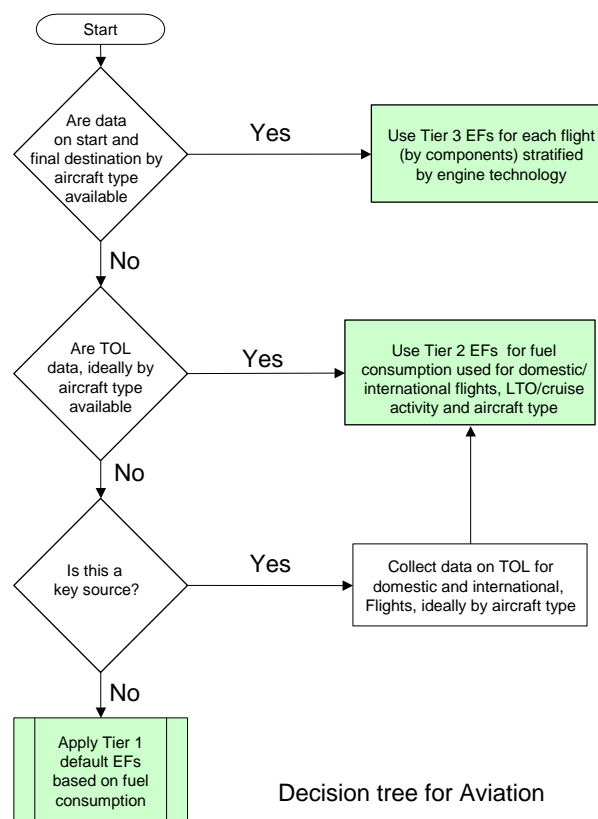 Start
Are data
on start and
final destination by
aircraft type
available
Yes
Use Tier 3 EFs for each flight
(by components) stratified
by engine technology
No
Are TOL
data, ideally by
aircraft type
available
Yes
Use Tier 2 EFs for fuel
consumption used for domestic/
international flights, LTO/cruise
activity and aircraft type
No
Is this a
key source?
Yes
Collect data on TOL for
domestic and international,
Flights, ideally by aircraft type
No
Apply Tier 1
default EFs
based on fuel
consumption
Decision tree for Aviation